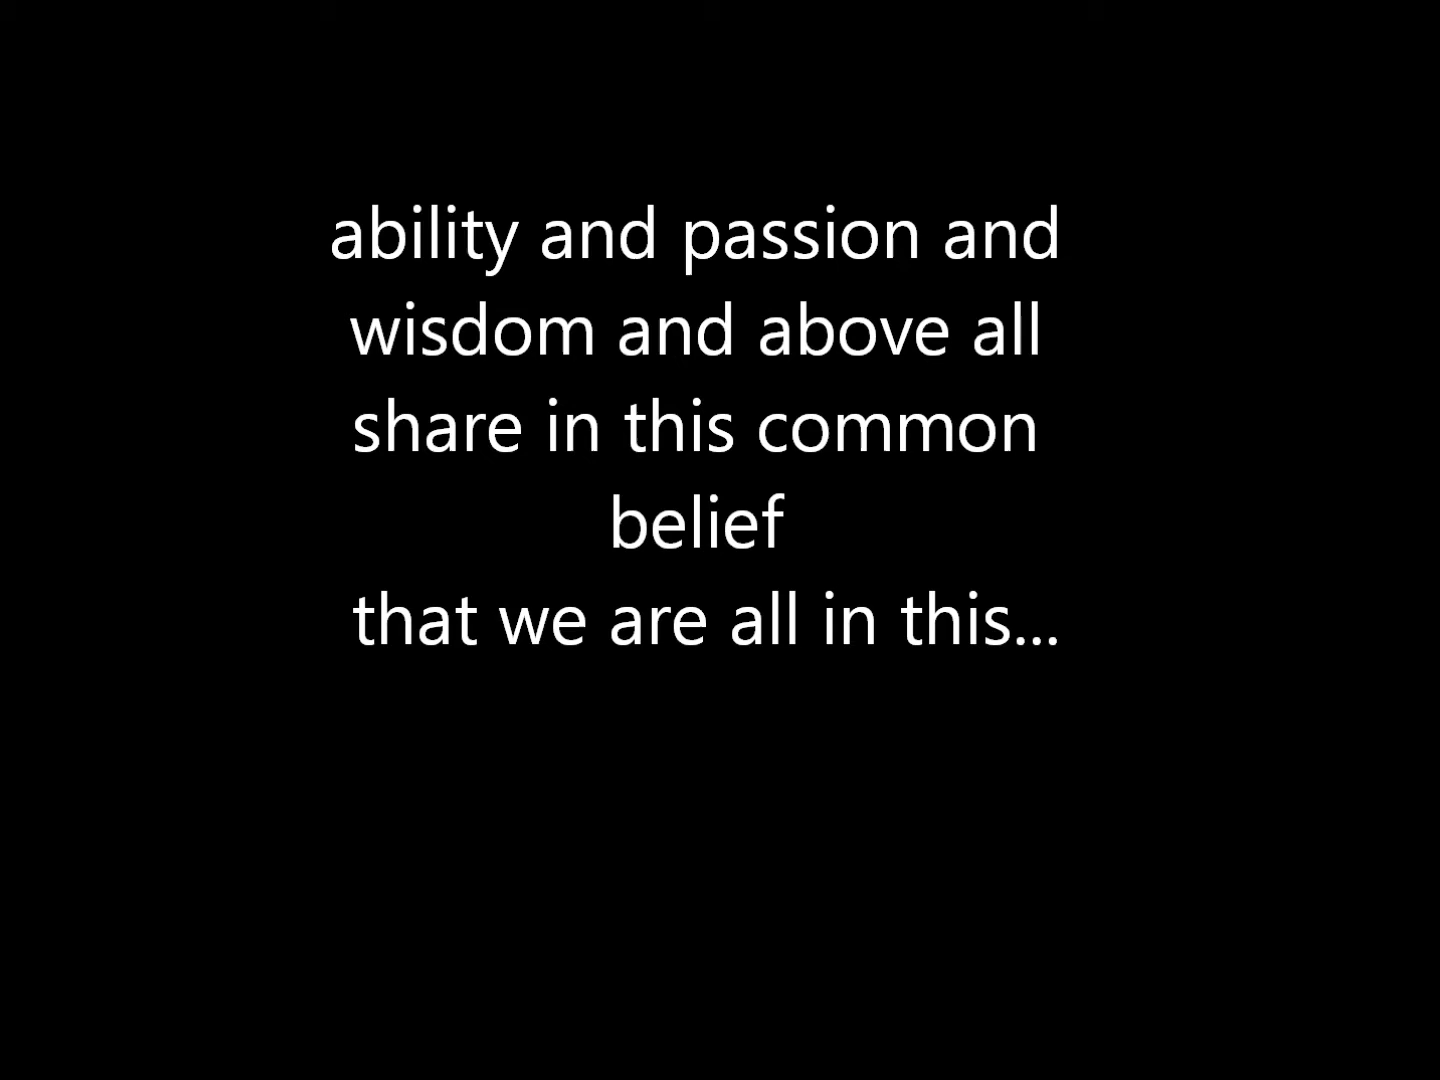 ability and passion and
wisdom and above all
share in this common
belief
that we are all in this...